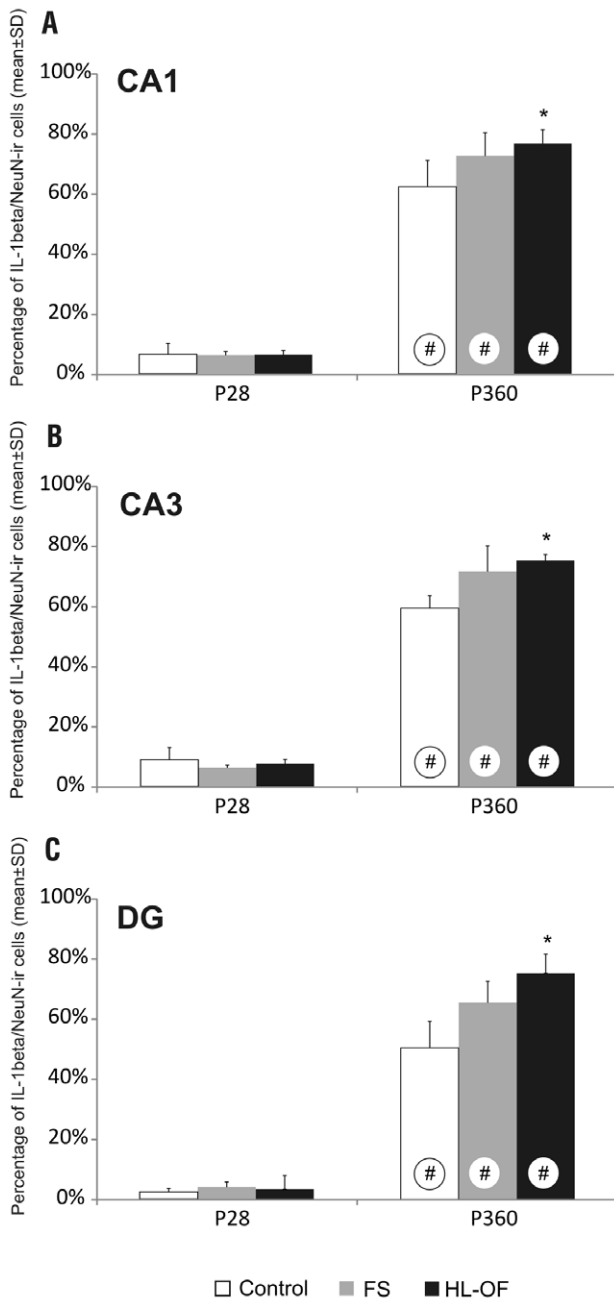 A
Percentage of IL-1beta/NeuN-ir cells (mean±SD)
CA1
100%
80%
60%
40%
20%
0%
*
# # #
P28 P360
B
Percentage of IL-1beta/NeuN-ir cells (mean±SD)
CA3
100%
80%
60%
40%
20%
0%
*
# # #
P28 P360
C
Percentage of IL-1beta/NeuN-ir cells (mean±SD)
DG
100%
80%
60%
40%
20%
0%
*
# # #
P28 P360
Control FS HL-OF